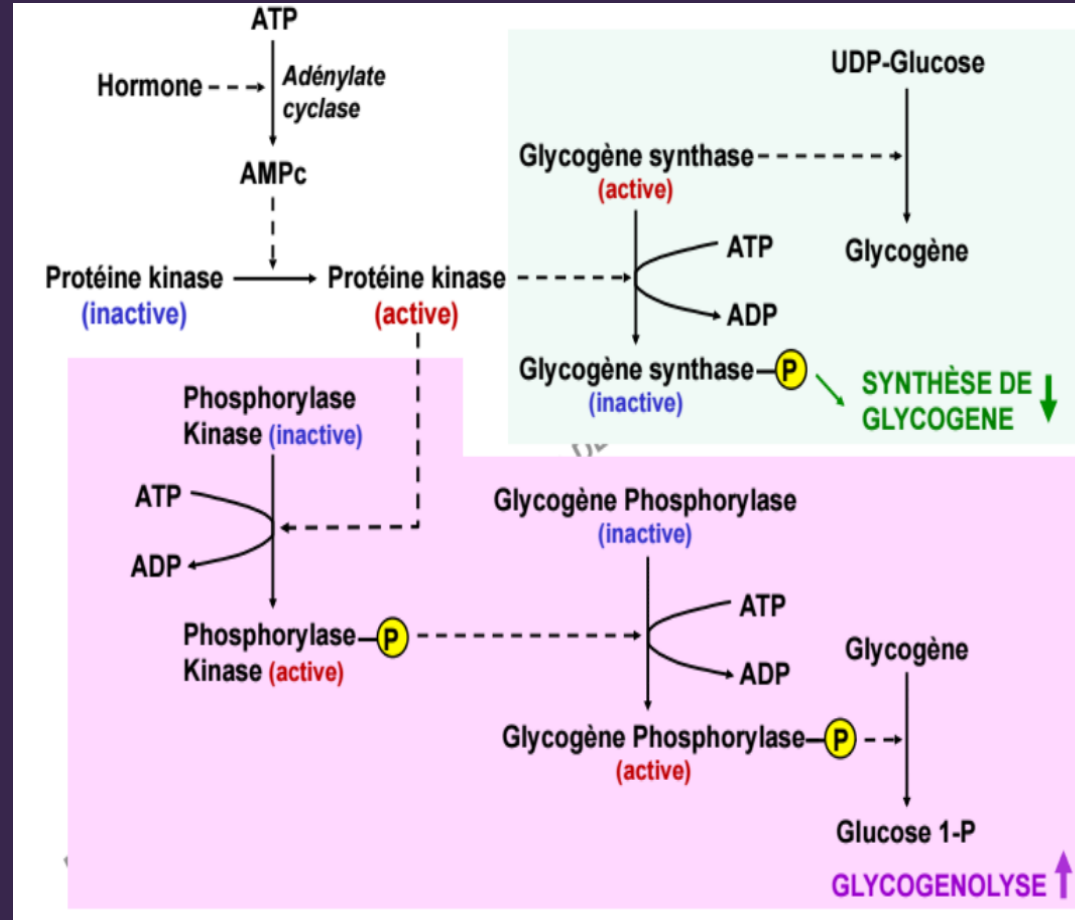 ATP
Hormone
Adénylate
cyclase
AMPc
Protéine kinase
(inactive)
Protéine kinase
(active)
UDP-Glucose
Glycogène synthase
(active)
ATP
ADP
Glycogène
Glycogène synthase
P
(inactive)
SYNTHÈSE DE
GLYCOGENE
Phosphorylase
Kinase (inactive)
ATP
ADP
Phosphorylase
P
Kinase (active)
Glycogène Phosphorylase
(inactive)
ATP
ADP
Glycogène Phosphorylase
P
(active)
Glycogène
Glucose 1-P
GLYCOGENOLYSE